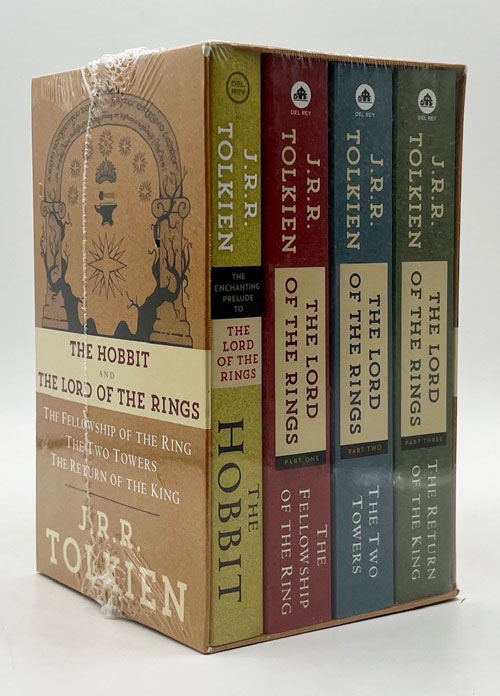 THE HOBBIT
AND
THE LORD OF THE RINGS
THE FELLOWSHIP OF THE RING
THE TWO TOWERS
THE RETURN OF THE KING
J.R.R.
TOLKIEN
DEL REY
J.R.R.
TOLKIEN
THE
ENCHANTING
PRELUDE
TO
THE
LORD
OF THE
RINGS
THE
HOBBIT
DEL REY
J.R.R.
TOLKIEN
THE LORD
OF THE RINGS
PART ONE
THE
FELLOWSHIP
OF THE RING
DEL REY
J.R.R.
TOLKIEN
THE LORD
OF THE RINGS
PART TWO
THE TWO
TOWERS
DEL REY
J.R.R.
TOLKIEN
THE LORD
OF THE RINGS
PART THREE
THE RETURN
OF THE KING